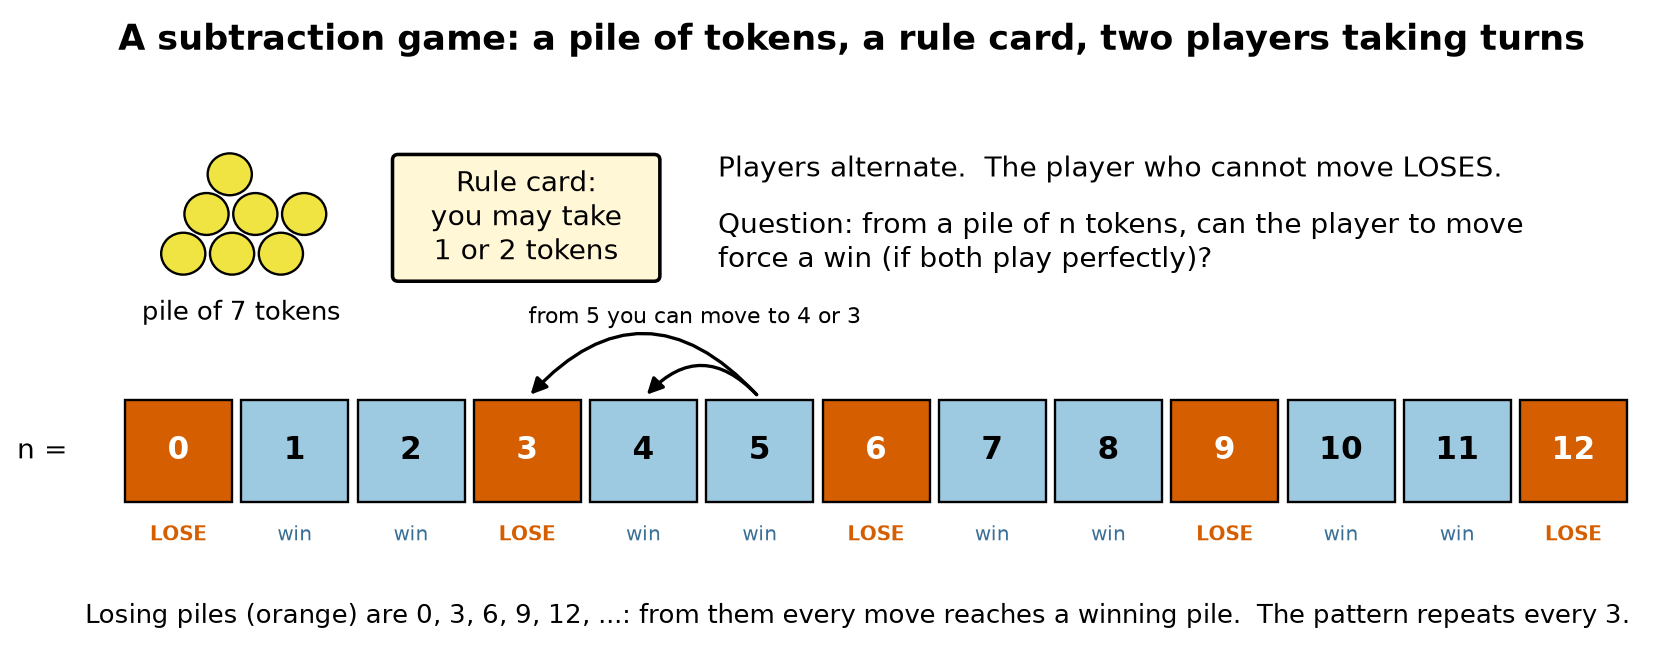 A subtraction game: a pile of tokens, a rule card, two players taking turns
Rule card:
you may take
1 or 2 tokens
Players alternate.  The player who cannot move LOSES.
Question: from a pile of n tokens, can the player to move
force a win (if both play perfectly)?
pile of 7 tokens
from 5 you can move to 4 or 3
n = 0 1 2 3 4 5 6 7 8 9 10 11 12
LOSE win win LOSE win win LOSE win win LOSE win win LOSE
Losing piles (orange) are 0, 3, 6, 9, 12, ...: from them every move reaches a winning pile.  The pattern repeats every 3.